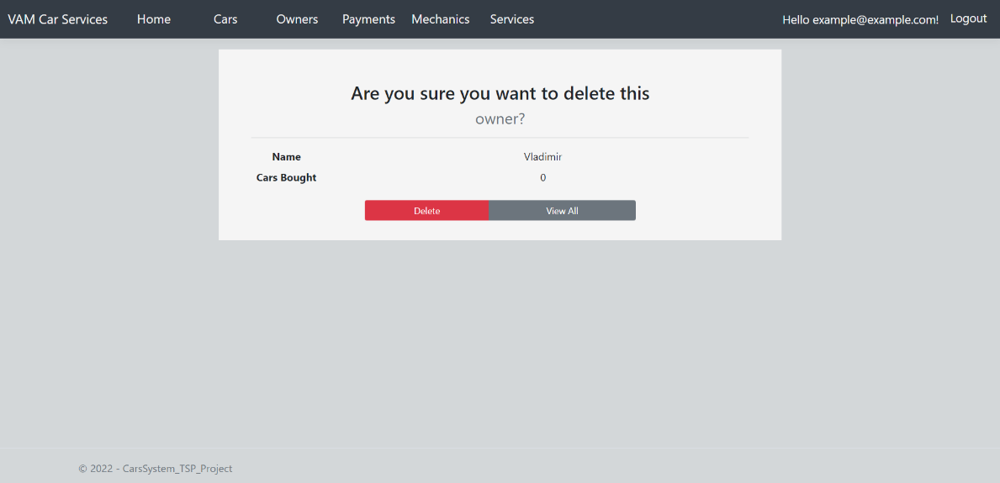 VAM Car Services Home Cars Owners Payments Mechanics Services Hello example@example.com! Logout
Are you sure you want to delete this
owner?
Name Vladimir
Cars Bought 0
Delete View All
© 2022 - CarsSystem_TSP_Project